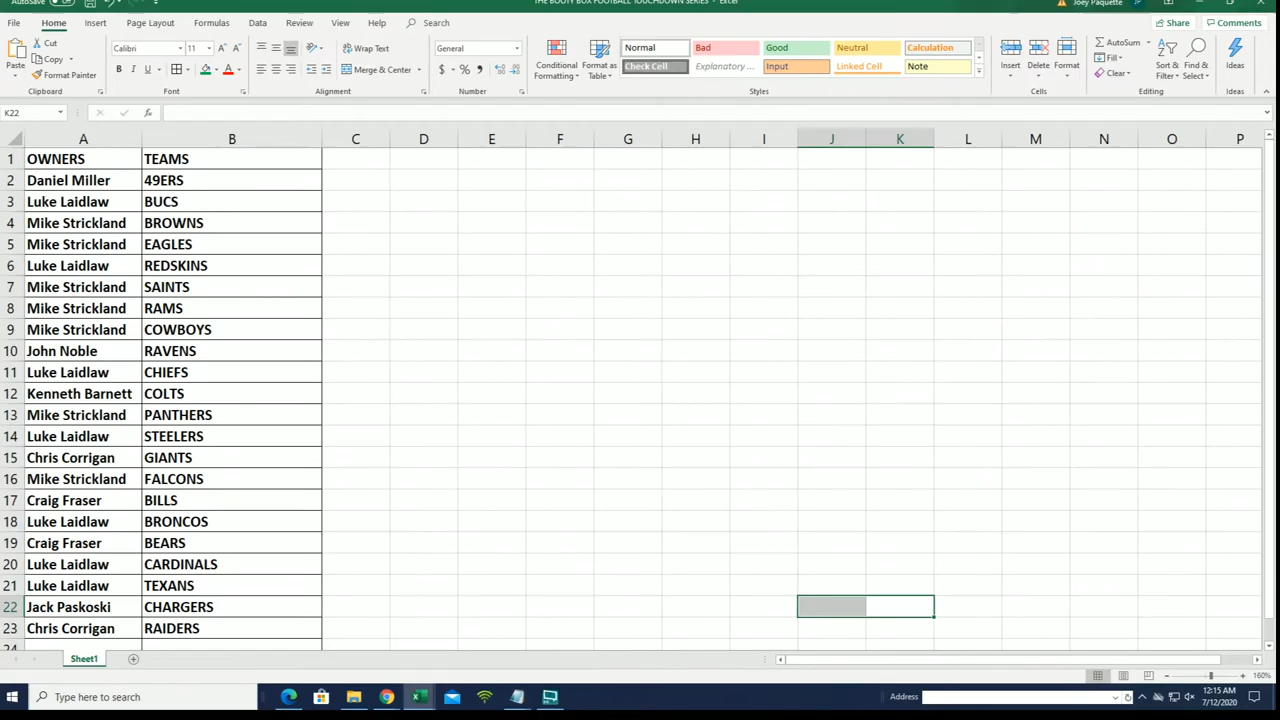 AutoSave
THE BOOTY BOX FOOTBALL TOUCHDOWN SERIES - Excel
Joey Paquette
File Home Insert Page Layout Formulas Data Review View Help Search
Share Comments
Cut
Copy
Format Painter
Paste
Clipboard
Calibri 11
B I U
Font
Wrap Text
Merge & Center
Alignment
General
$ % ,
Number
Conditional Formatting
Format as Table
Normal Bad Good Neutral Calculation
Check Cell Explanatory ... Input Linked Cell Note
Styles
Insert Delete Format
Cells
AutoSum
Fill
Clear
Sort & Filter
Find & Select
Editing
Ideas
Ideas
K22
fx
A B C D E F G H I J K L M N O P
1 OWNERS TEAMS
2 Daniel Miller 49ERS
3 Luke Laidlaw BUCS
4 Mike Strickland BROWNS
5 Mike Strickland EAGLES
6 Luke Laidlaw REDSKINS
7 Mike Strickland SAINTS
8 Mike Strickland RAMS
9 Mike Strickland COWBOYS
10 John Noble RAVENS
11 Luke Laidlaw CHIEFS
12 Kenneth Barnett COLTS
13 Mike Strickland PANTHERS
14 Luke Laidlaw STEELERS
15 Chris Corrigan GIANTS
16 Mike Strickland FALCONS
17 Craig Fraser BILLS
18 Luke Laidlaw BRONCOS
19 Craig Fraser BEARS
20 Luke Laidlaw CARDINALS
21 Luke Laidlaw TEXANS
22 Jack Paskoski CHARGERS
23 Chris Corrigan RAIDERS
24
Sheet1
160%
Type here to search
Address
12:15 AM
7/12/2020